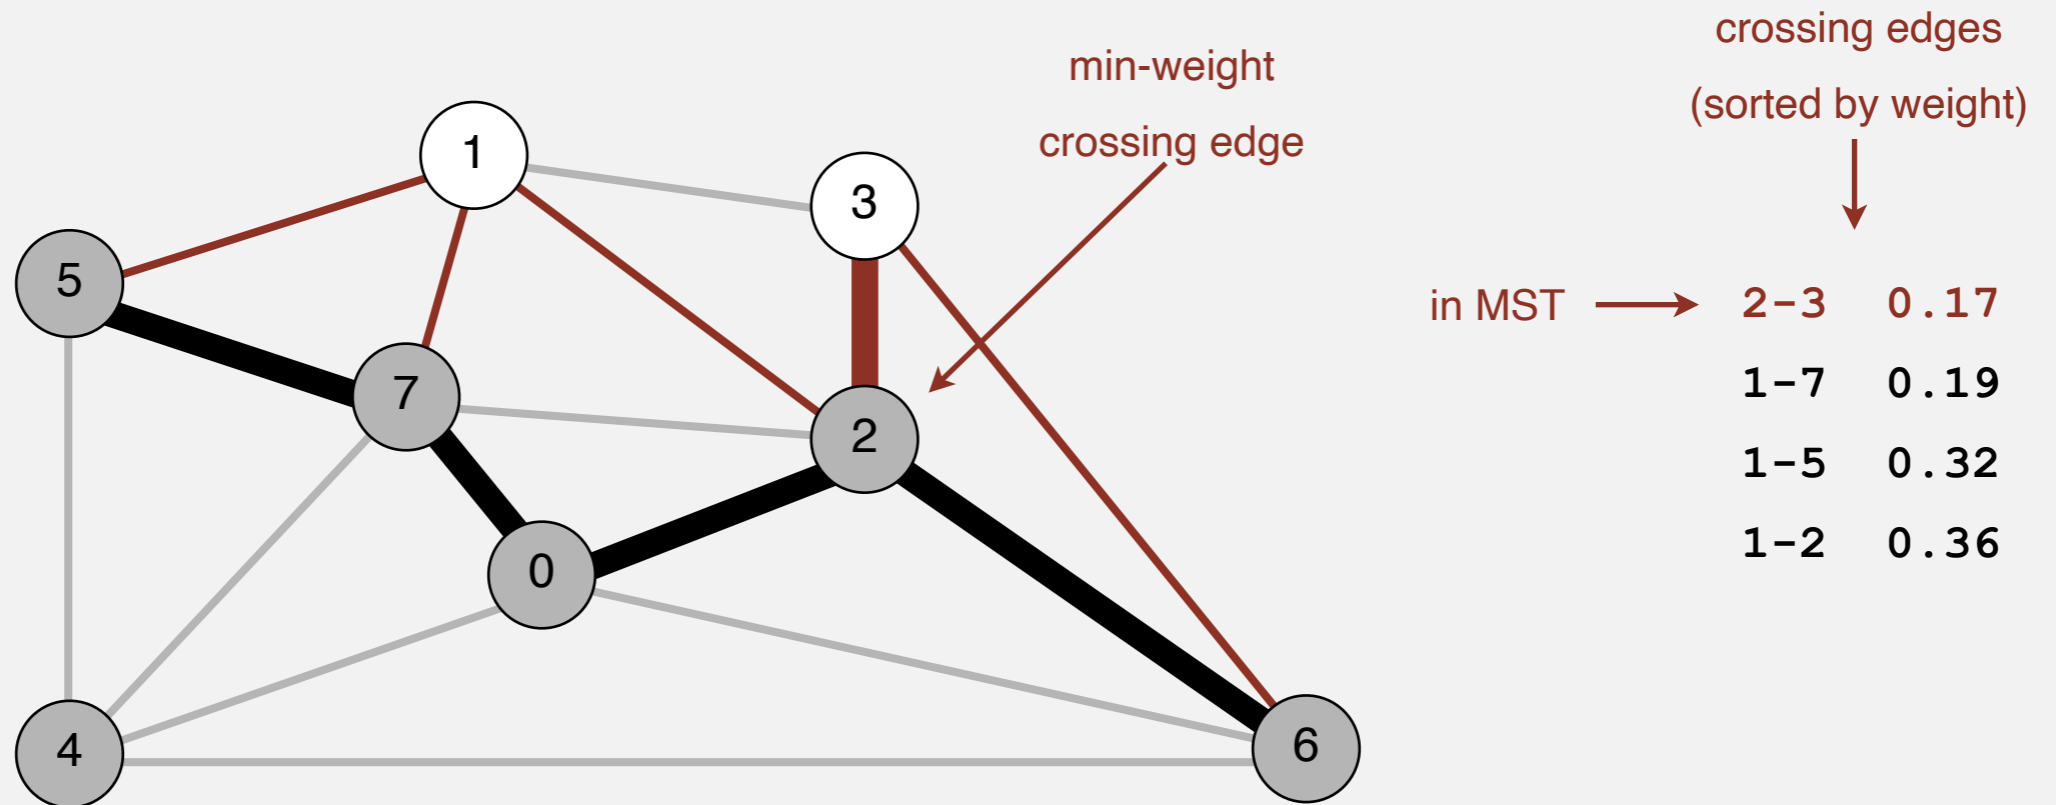 crossing edges
(sorted by weight)
min-weight
crossing edge
1
3
5
7
2
0
4
6
in MST
2-3 0.17
1-7 0.19
1-5 0.32
1-2 0.36